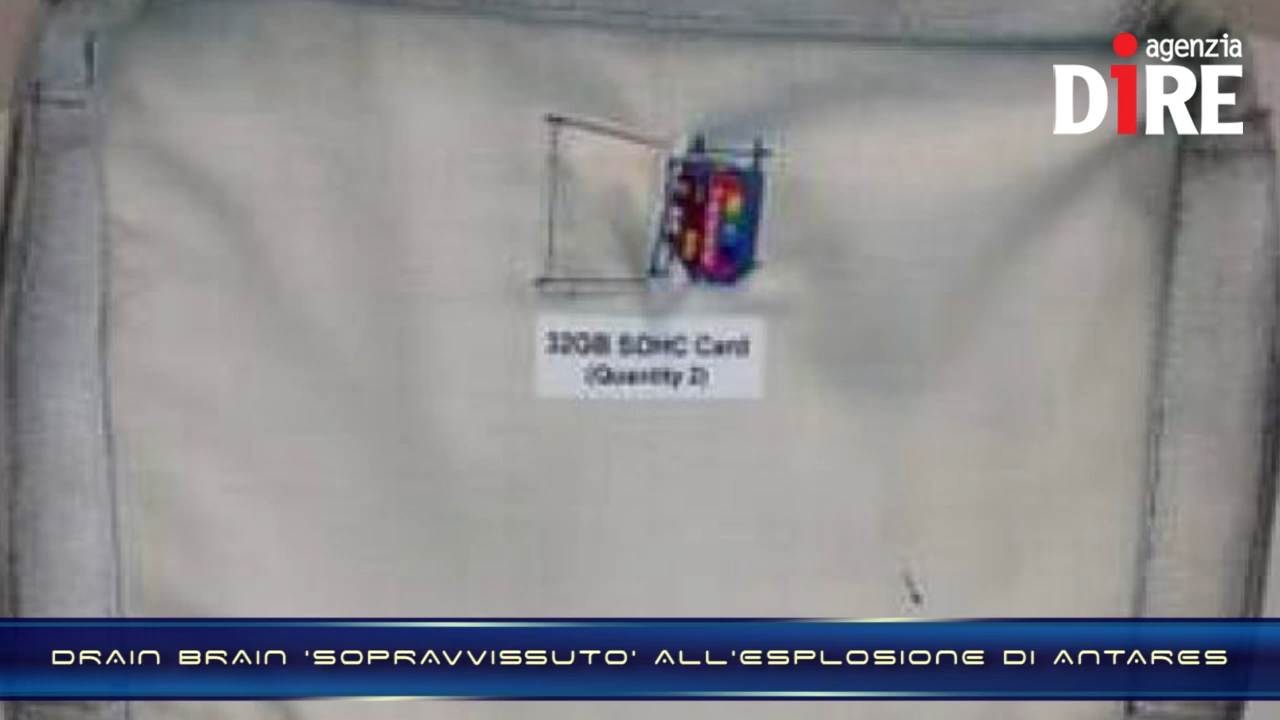 agenzia
DiRE
32GB SDHC Card
(Quantity 2)
DRAIN BRAIN 'SOPRAVVISSUTO' ALL'ESPLOSIONE DI ANTARES